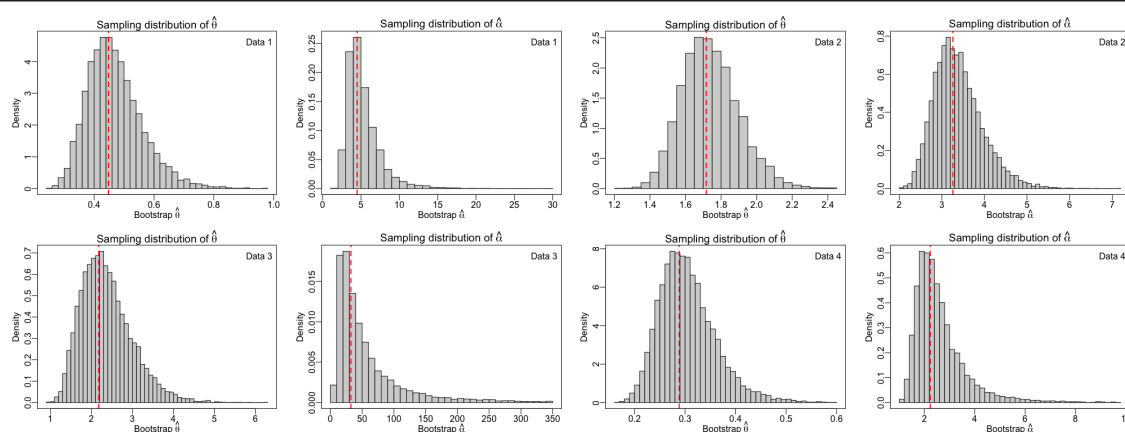 Sampling distribution of θ̂
Data 1
Density
0 1 2 3 4
0.4 0.6 0.8 1.0
Bootstrap θ̂
Sampling distribution of α̂
Data 1
Density
0.00 0.05 0.10 0.15 0.20 0.25
0 5 10 15 20 25 30
Bootstrap α̂
Sampling distribution of θ̂
Data 2
Density
0.0 0.5 1.0 1.5 2.0 2.5
1.2 1.4 1.6 1.8 2.0 2.2 2.4
Bootstrap θ̂
Sampling distribution of α̂
Data 2
Density
0.0 0.2 0.4 0.6 0.8
2 3 4 5 6 7
Bootstrap α̂
Sampling distribution of θ̂
Data 3
Density
0.0 0.1 0.2 0.3 0.4 0.5 0.6 0.7
1 2 3 4 5 6
Bootstrap θ̂
Sampling distribution of α̂
Data 3
Density
0.000 0.005 0.010 0.015
0 50 100 150 200 250 300 350
Bootstrap α̂
Sampling distribution of θ̂
Data 4
Density
0 2 4 6 8
0.2 0.3 0.4 0.5 0.6
Bootstrap θ̂
Sampling distribution of α̂
Data 4
Density
0.0 0.1 0.2 0.3 0.4 0.5 0.6
2 4 6 8
Bootstrap α̂